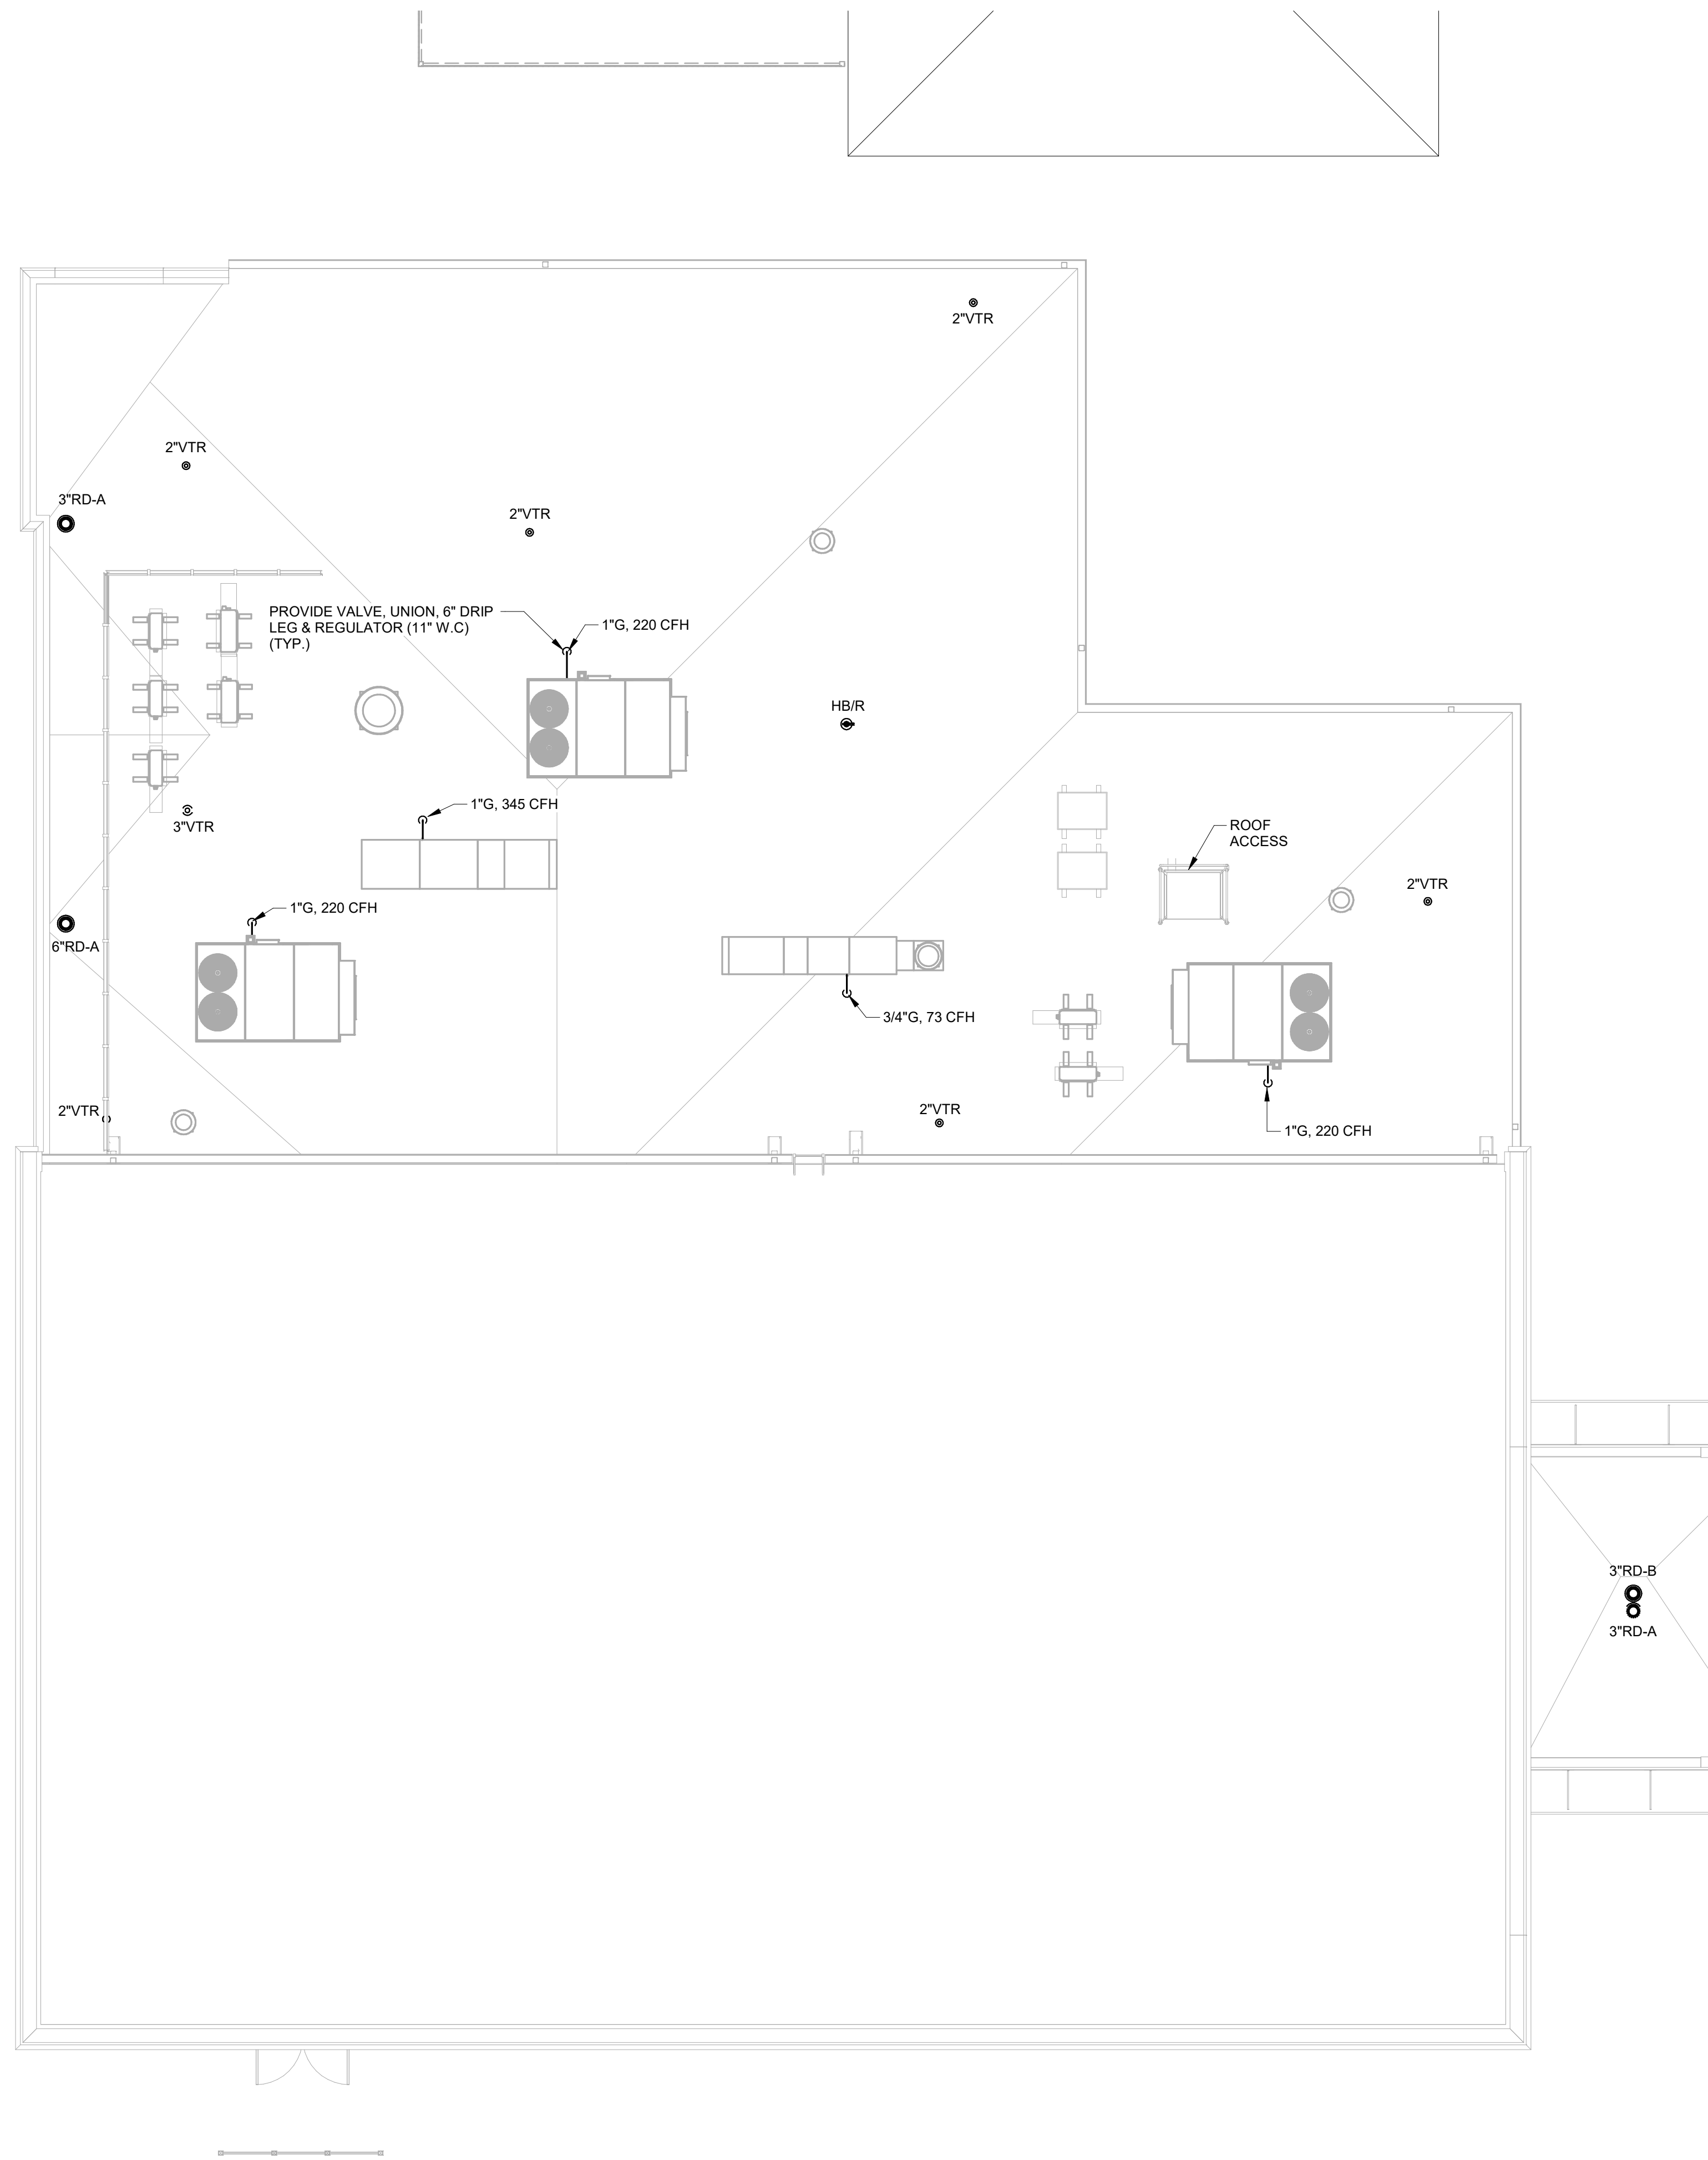 2"VTR
2"VTR
3"RD-A
2"VTR
PROVIDE VALVE, UNION, 6" DRIP
LEG & REGULATOR (11" W.C)
(TYP.)
1"G, 220 CFH
HB/R
1"G, 345 CFH
3"VTR
ROOF
ACCESS
2"VTR
1"G, 220 CFH
6"RD-A
3/4"G, 73 CFH
2"VTR
2"VTR
1"G, 220 CFH
3"RD-B
3"RD-A